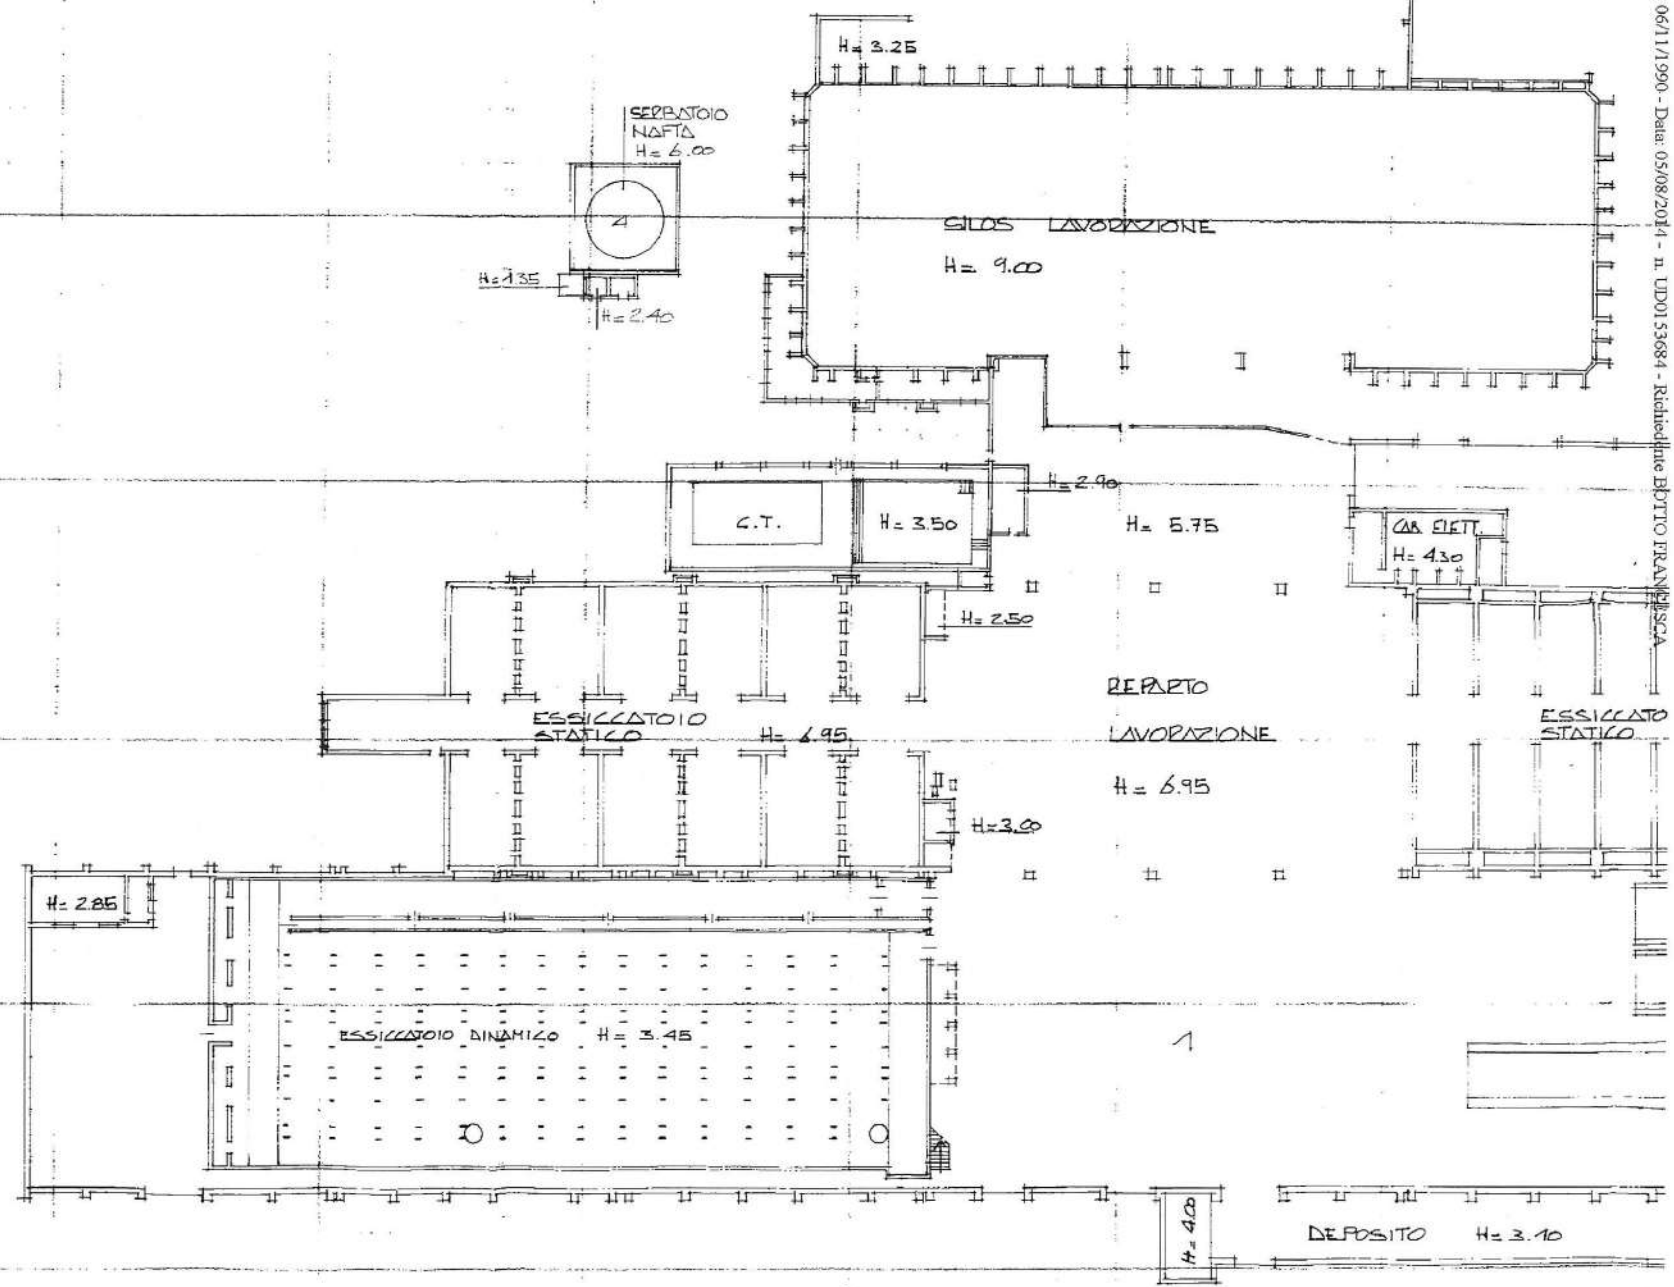 H= 3.25
SERBATOIO
NAFTA
H= 6.00
4
H=1.35
H=2.40
SILOS LAVORAZIONE
H= 9.00
H= 2.90
C.T.
H= 3.50
H= 5.75
CAB. ELETT.
H= 4.30
H= 2.50
REPARTO
LAVORAZIONE
H= 6.95
ESSICCATOIO
STATICO
H= 6.95
ESSICCATO
STATICO
H=3.00
H= 2.85
ESSICCATOIO DINAMICO H= 3.45
1
H= 4.00
DEPOSITO H= 3.10
06/11/1990 - Data: 05/08/2014 - n. UD0153684 - Richiedente BOTTO FRANCESCA